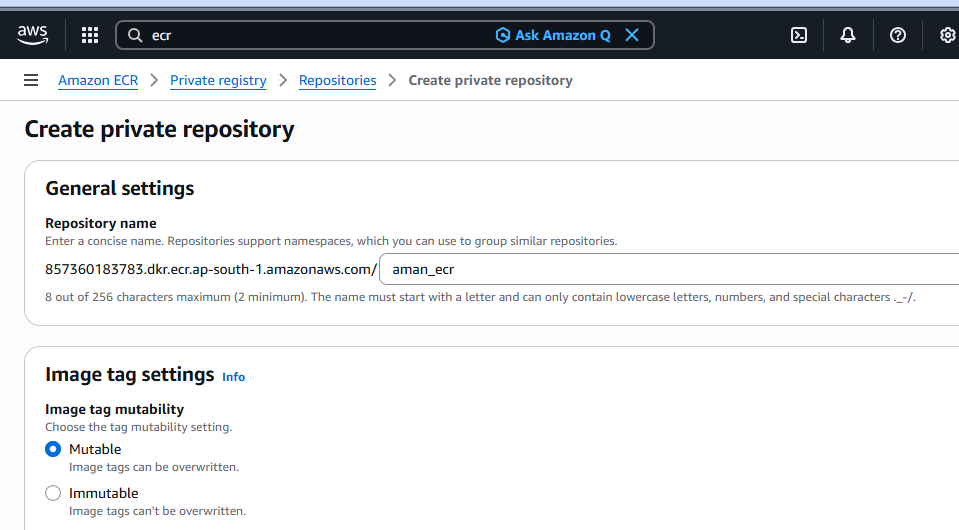 aws
ecr Ask Amazon Q
Amazon ECR Private registry Repositories Create private repository
Create private repository
General settings
Repository name
Enter a concise name. Repositories support namespaces, which you can use to group similar repositories.
857360183783.dkr.ecr.ap-south-1.amazonaws.com/ aman_ecr
8 out of 256 characters maximum (2 minimum). The name must start with a letter and can only contain lowercase letters, numbers, and special characters ._-/.
Image tag settings Info
Image tag mutability
Choose the tag mutability setting.
Mutable
Image tags can be overwritten.
Immutable
Image tags can't be overwritten.